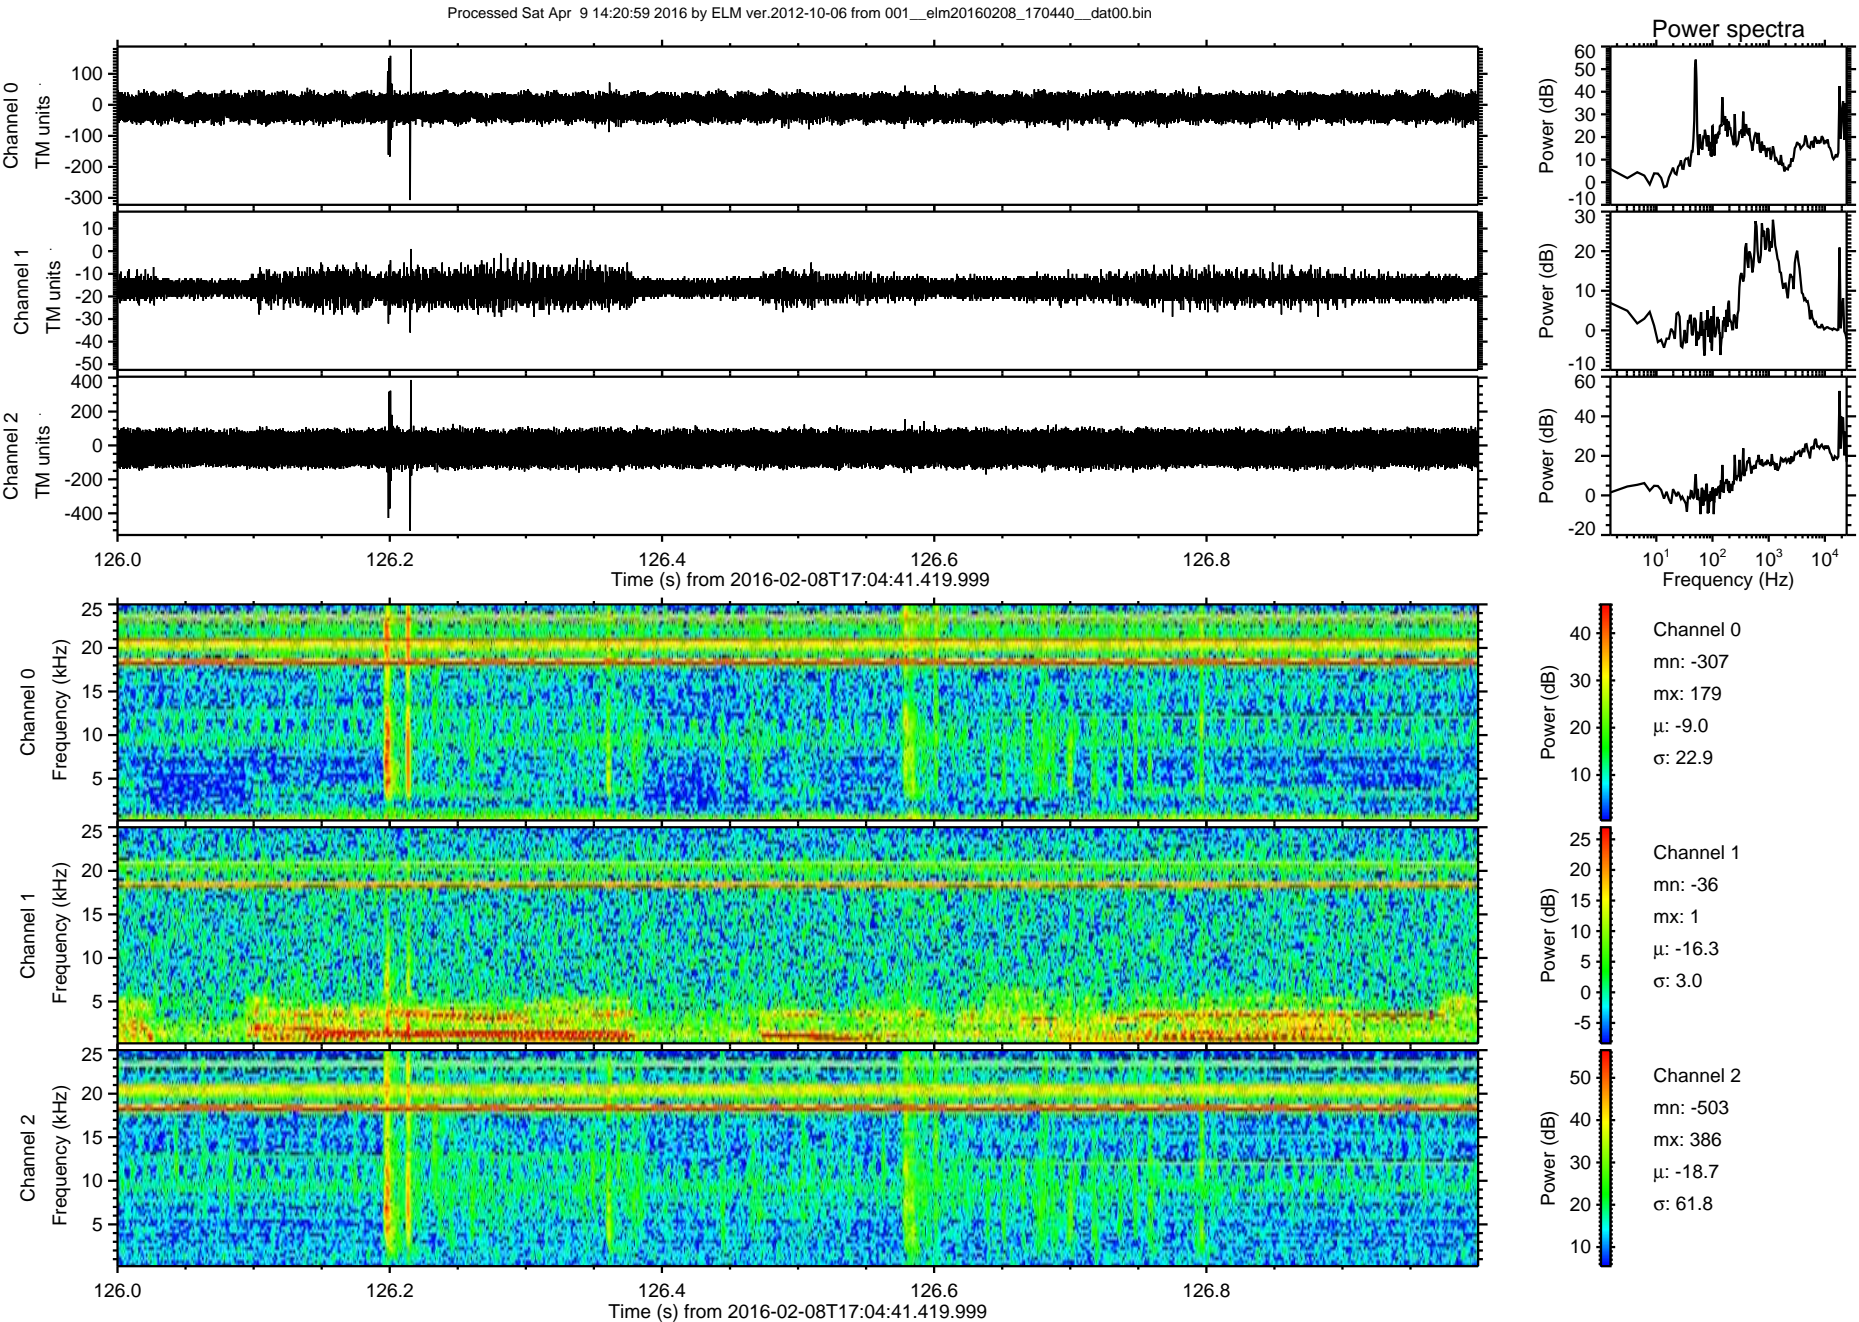 Processed Sat Apr  9 14:20:59 2016 by ELM ver.2012-10-06 from 001__elm20160208_170440__dat00.bin
Power spectra
Channel 0
TM units
100
0
-100
-200
-300
Power (dB)
60
50
40
30
20
10
0
-10
Channel 1
TM units
10
0
-10
-20
-30
-40
-50
Power (dB)
30
20
10
0
-10
Channel 2
TM units
400
200
0
-200
-400
Power (dB)
60
40
20
0
-20
126.0 126.2 126.4 126.6 126.8
Time (s) from 2016-02-08T17:04:41.419.999
10¹ 10² 10³ 10⁴
Frequency (Hz)
Channel 0
Frequency (kHz)
25
20
15
10
5
Power (dB)
40
30
20
10
Channel 0
mn: -307
mx: 179
μ: -9.0
σ: 22.9
Channel 1
Frequency (kHz)
25
20
15
10
5
Power (dB)
25
20
15
10
5
0
-5
Channel 1
mn: -36
mx: 1
μ: -16.3
σ: 3.0
Channel 2
Frequency (kHz)
25
20
15
10
5
Power (dB)
50
40
30
20
10
Channel 2
mn: -503
mx: 386
μ: -18.7
σ: 61.8
126.0 126.2 126.4 126.6 126.8
Time (s) from 2016-02-08T17:04:41.419.999